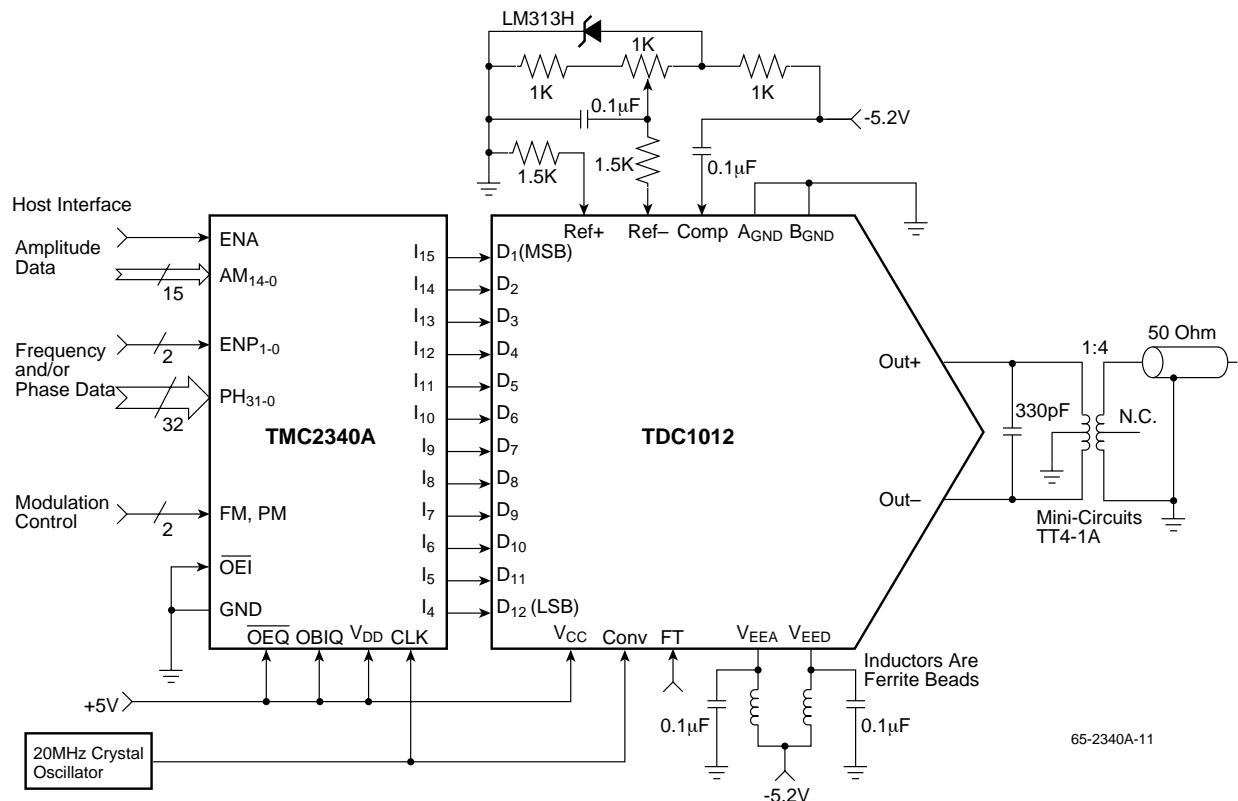 LM313H
1K
1K
1K
0.1µF
-5.2V
1.5K
1.5K
0.1µF
Host Interface
Amplitude
Data
15
Frequency
and/or
Phase Data
2
32
Modulation
Control
2
ENA
AM14-0
ENP1-0
PH31-0
TMC2340A
FM, PM
OEI
GND
OEQ OBIQ VDD CLK
I15
I14
I13
I12
I11
I10
I9
I8
I7
I6
I5
I4
Ref+ Ref– Comp AGND BGND
D1(MSB)
D2
D3
D4
D5
D6
D7
D8
D9
D10
D11
D12 (LSB)
TDC1012
Out+
Out–
VCC Conv FT VEEA VEED
330pF
1:4
50 Ohm
N.C.
Mini-Circuits
TT4-1A
Inductors Are
Ferrite Beads
0.1µF
0.1µF
-5.2V
+5V
20MHz Crystal
Oscillator
65-2340A-11